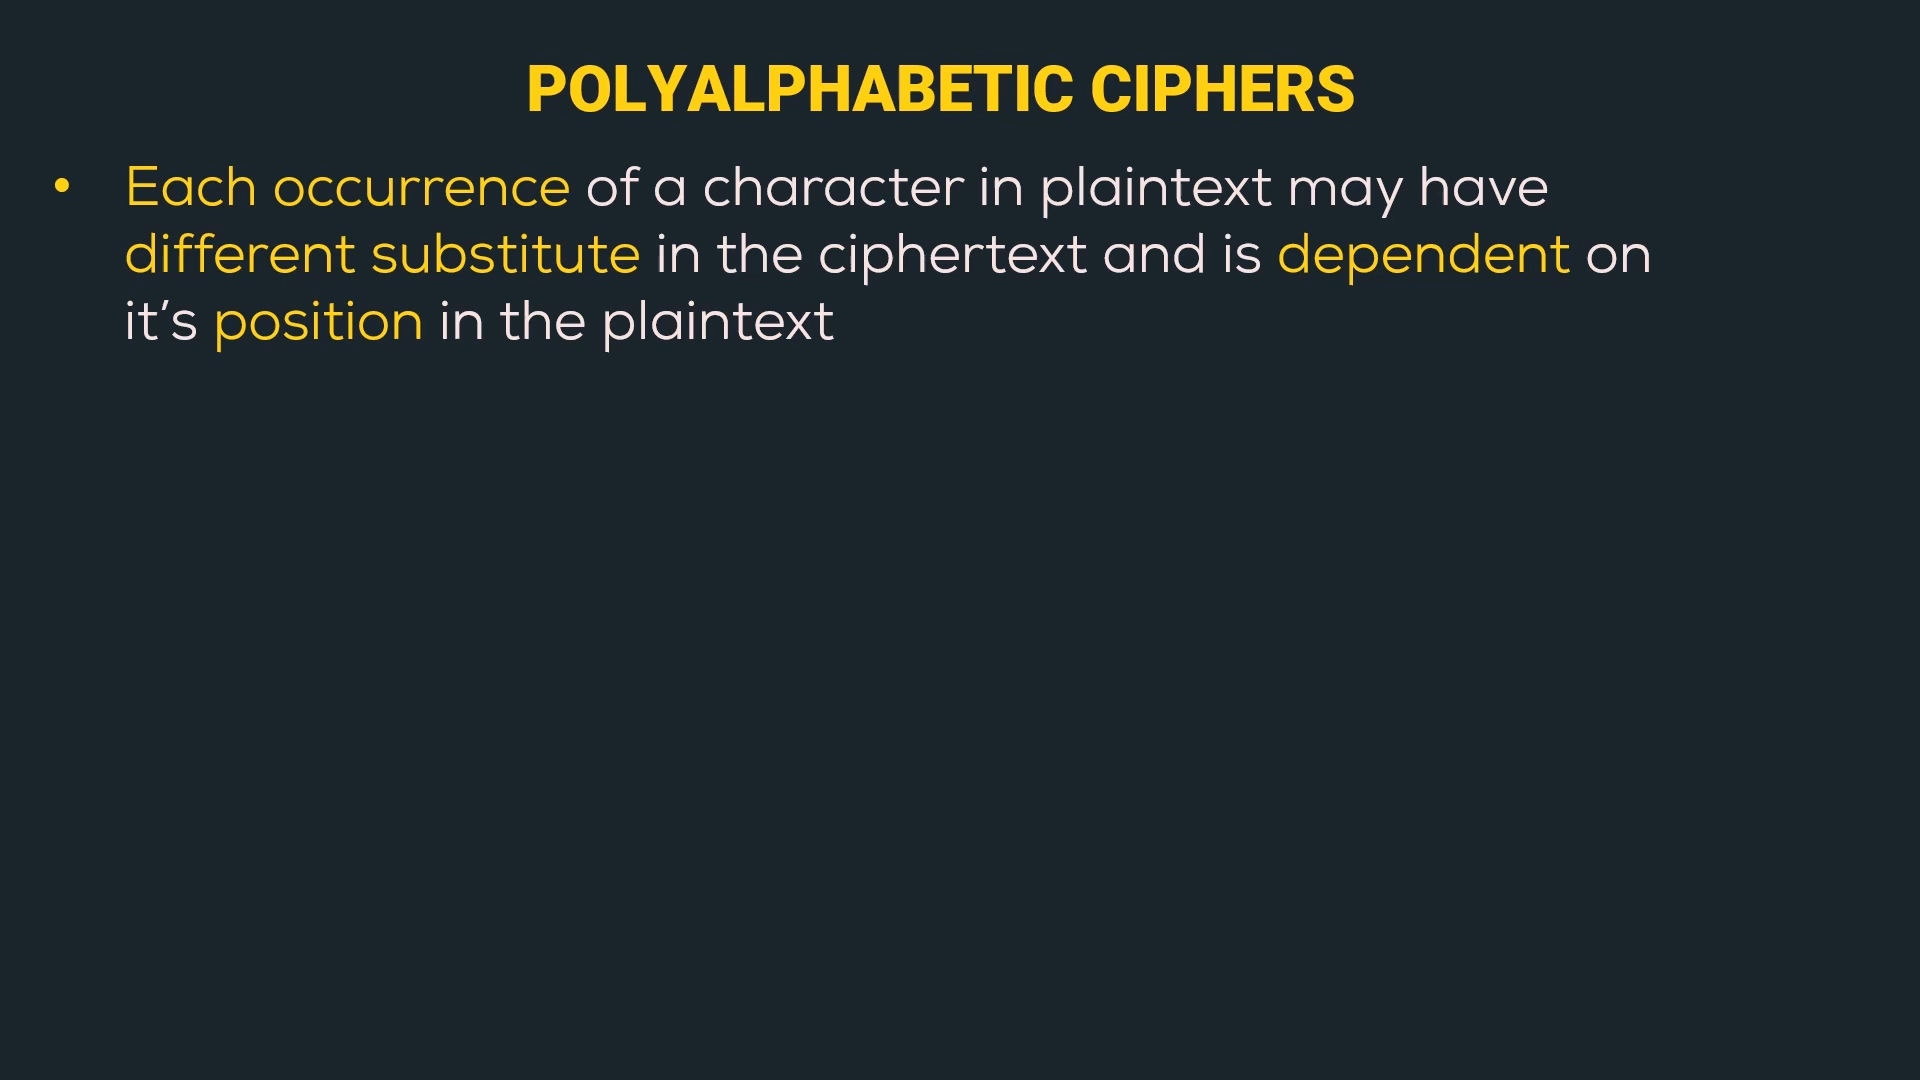 POLYALPHABETIC CIPHERS
• Each occurrence of a character in plaintext may have
different substitute in the ciphertext and is dependent on
it’s position in the plaintext